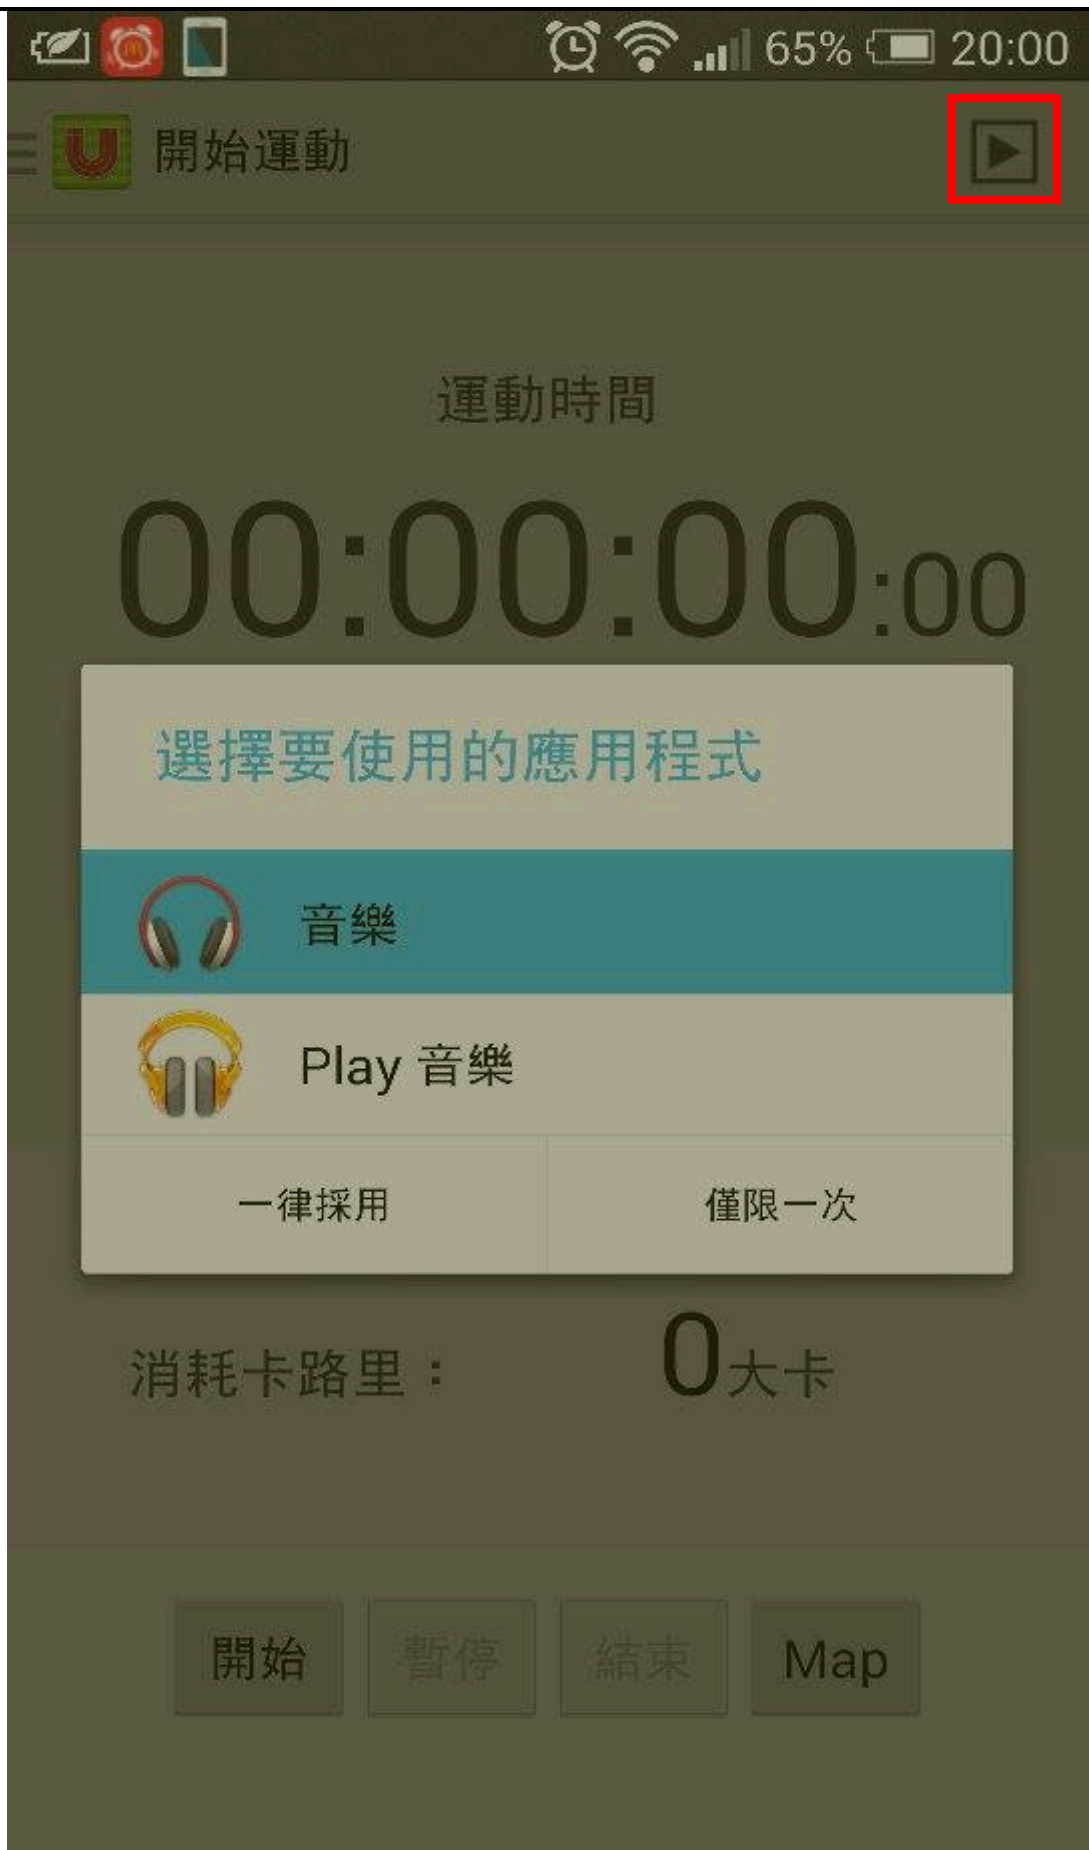 65% 20:00
開始運動
運動時間
00:00:00:00
選擇要使用的應用程式
音樂
Play 音樂
一律採用 僅限一次
消耗卡路里： 0大卡
開始 暫停 結束 Map